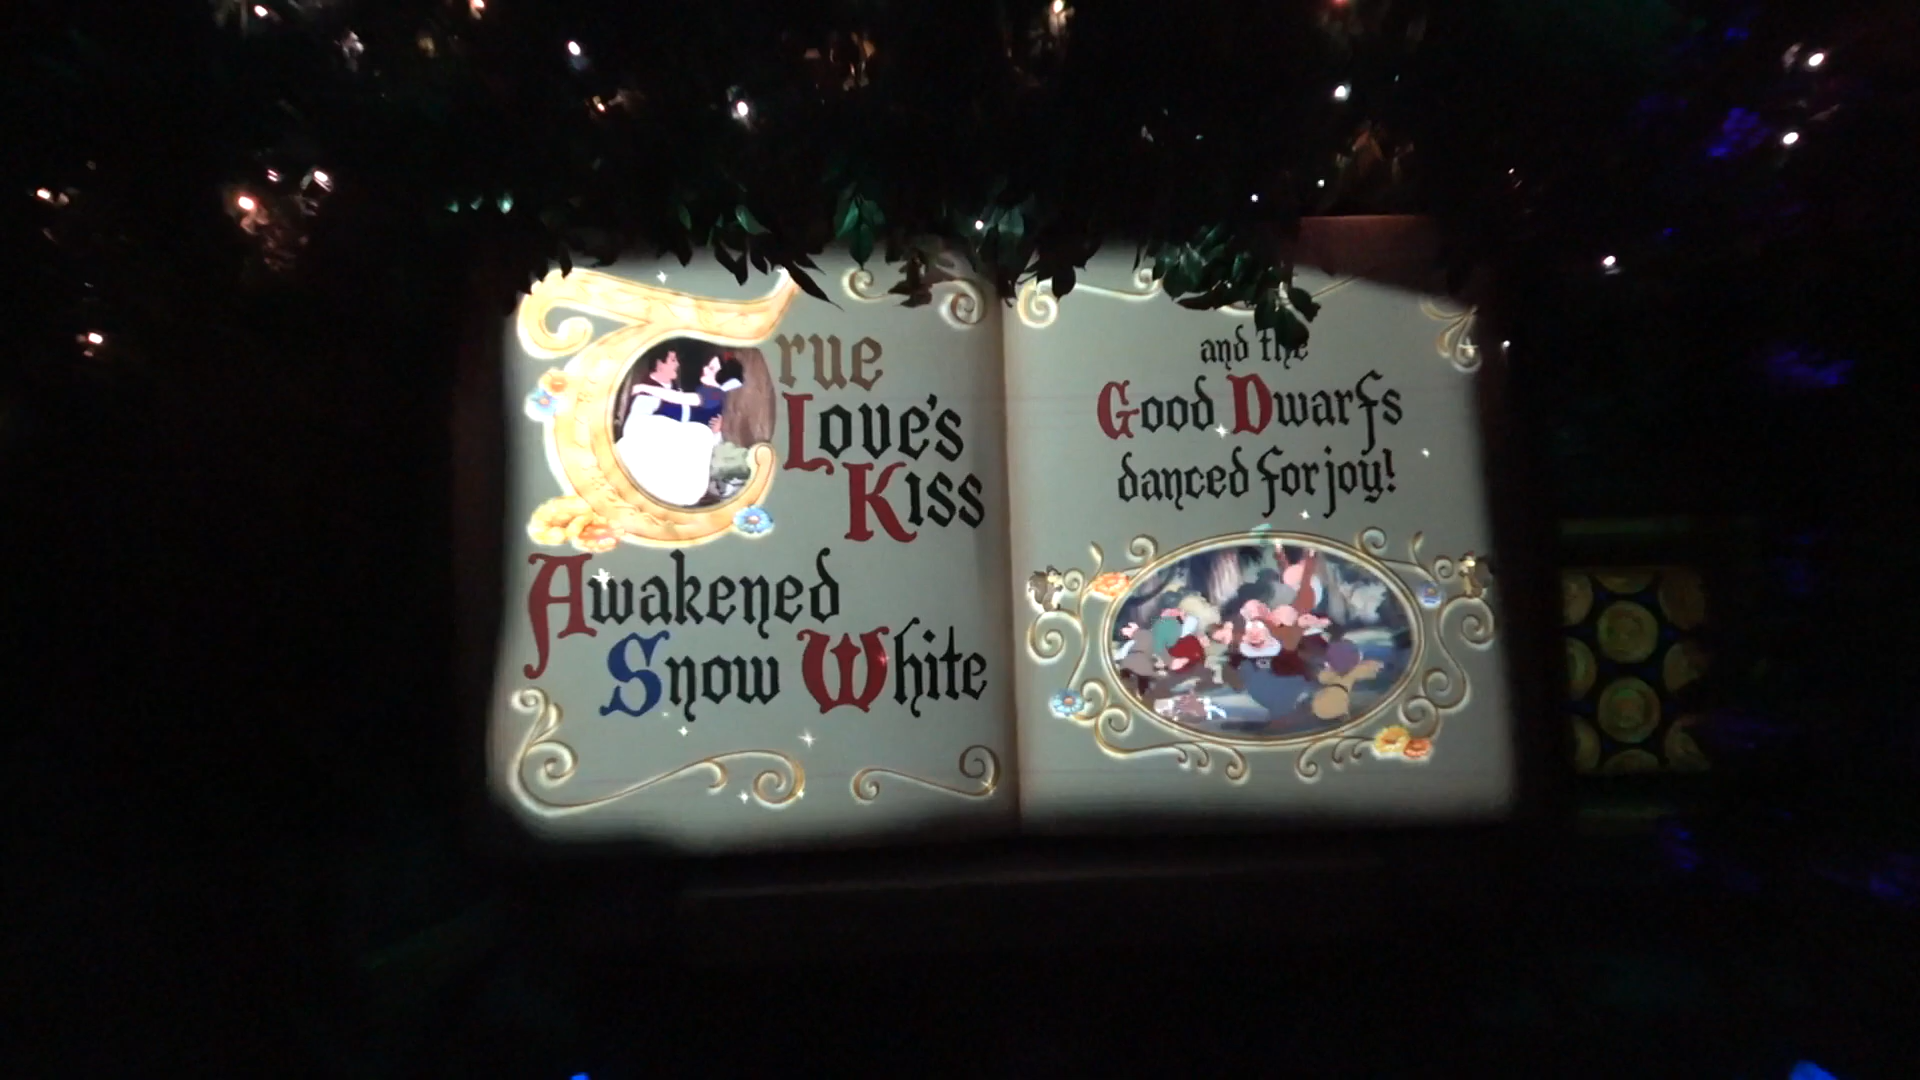 True
Love's
Kiss
Awakened
Snow White
and the
Good Dwarfs
danced for joy!